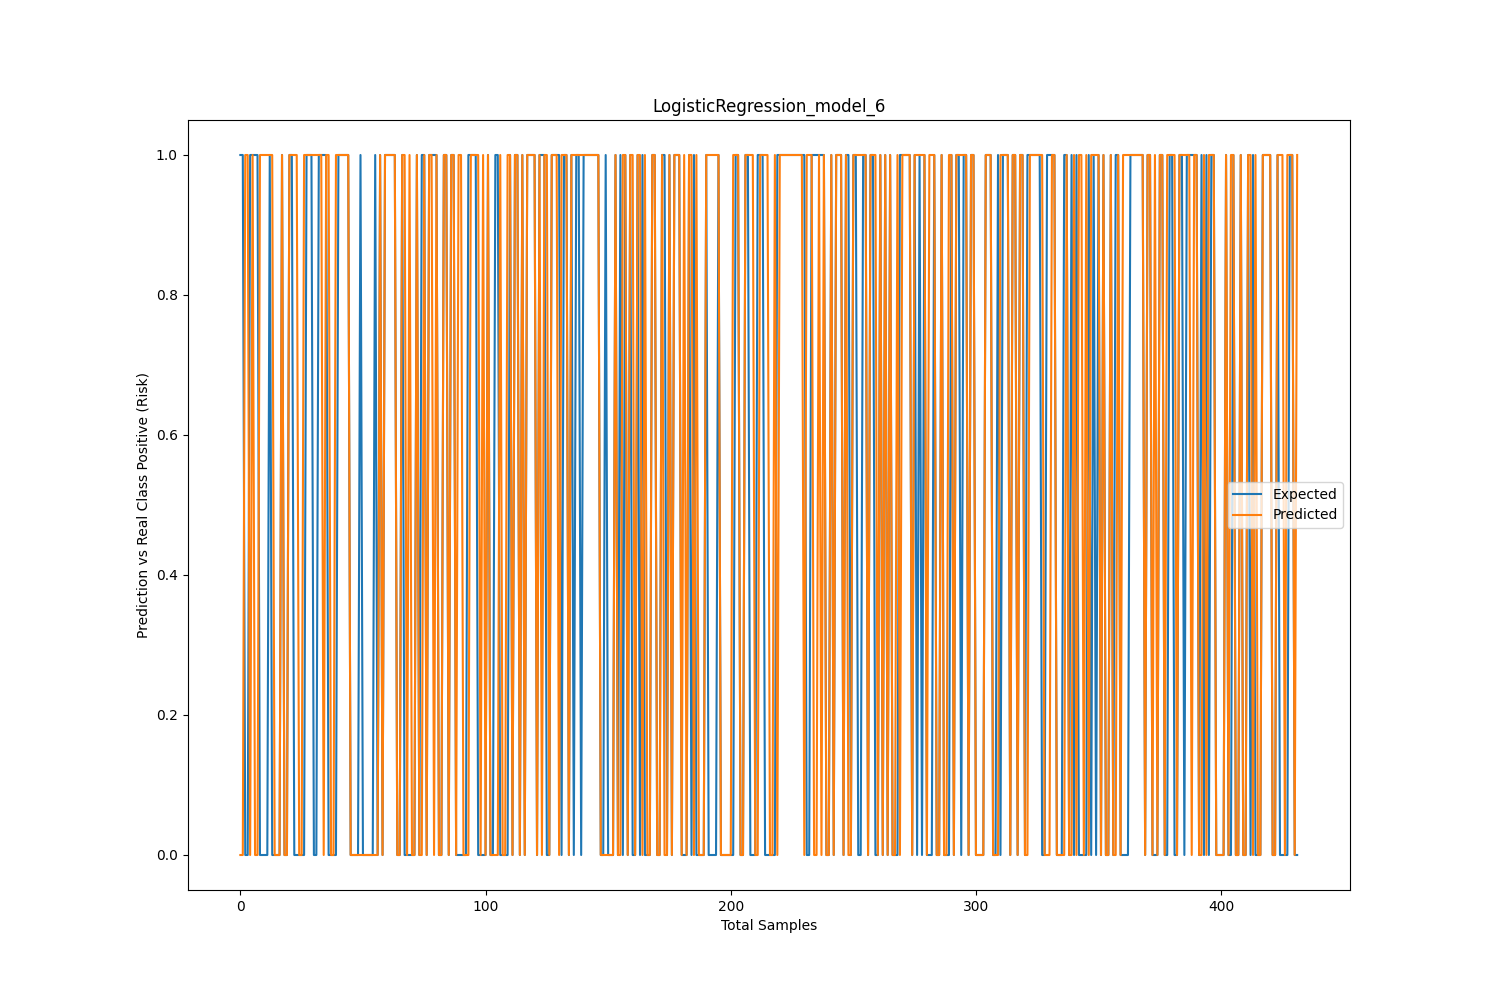 LogisticRegression_model_6
1.0
0.8
0.6
0.4
0.2
0.0
Prediction vs Real Class Positive (Risk)
Expected
Predicted
0
100
200
300
400
Total Samples